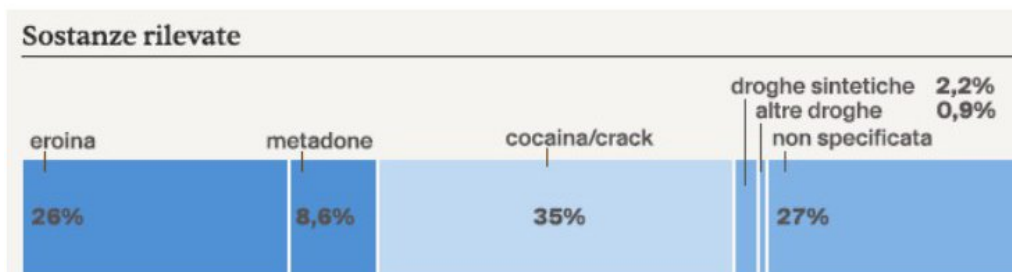 Sostanze rilevate
droghe sintetiche 2,2%
altre droghe 0,9%
eroina metadone cocaina/crack non specificata
26% 8,6% 35% 27%